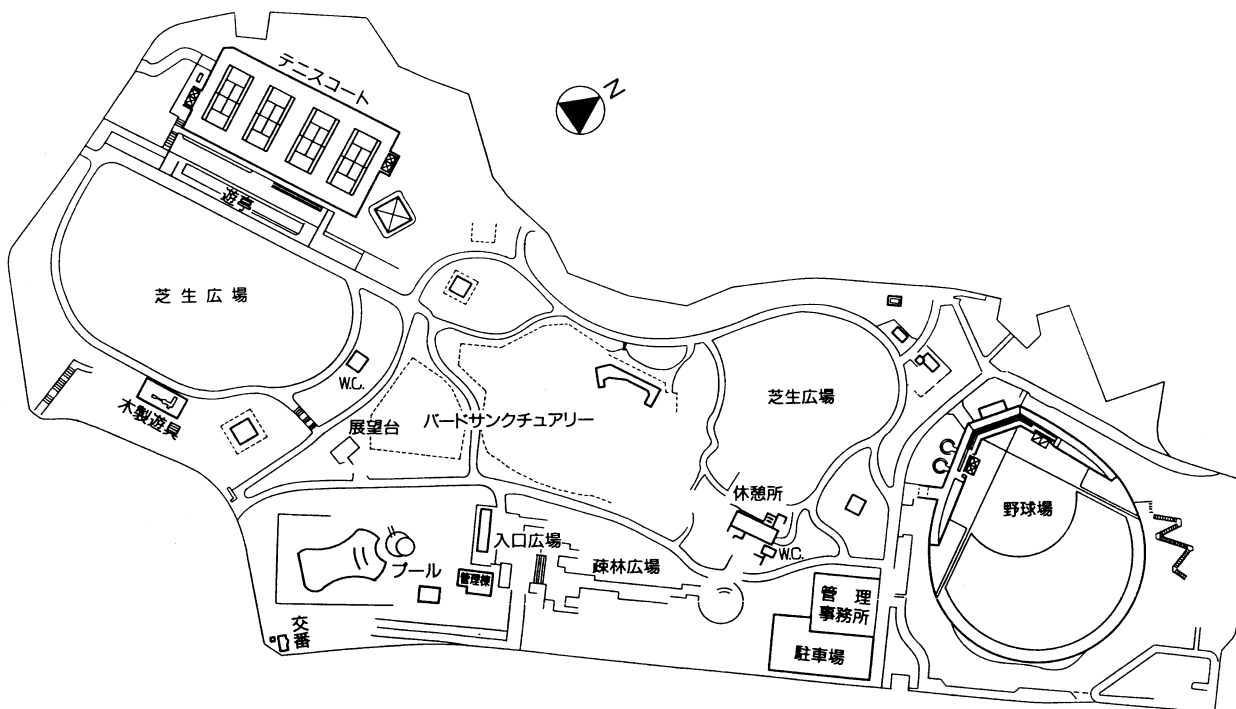 テニスコート
N
遊亭
芝生広場
W.C.
木製遊具
展望台
バードサンクチュアリー
芝生広場
休憩所
W.C.
野球場
入口広場
疎林広場
プール
管理棟
管理
事務所
駐車場
交番